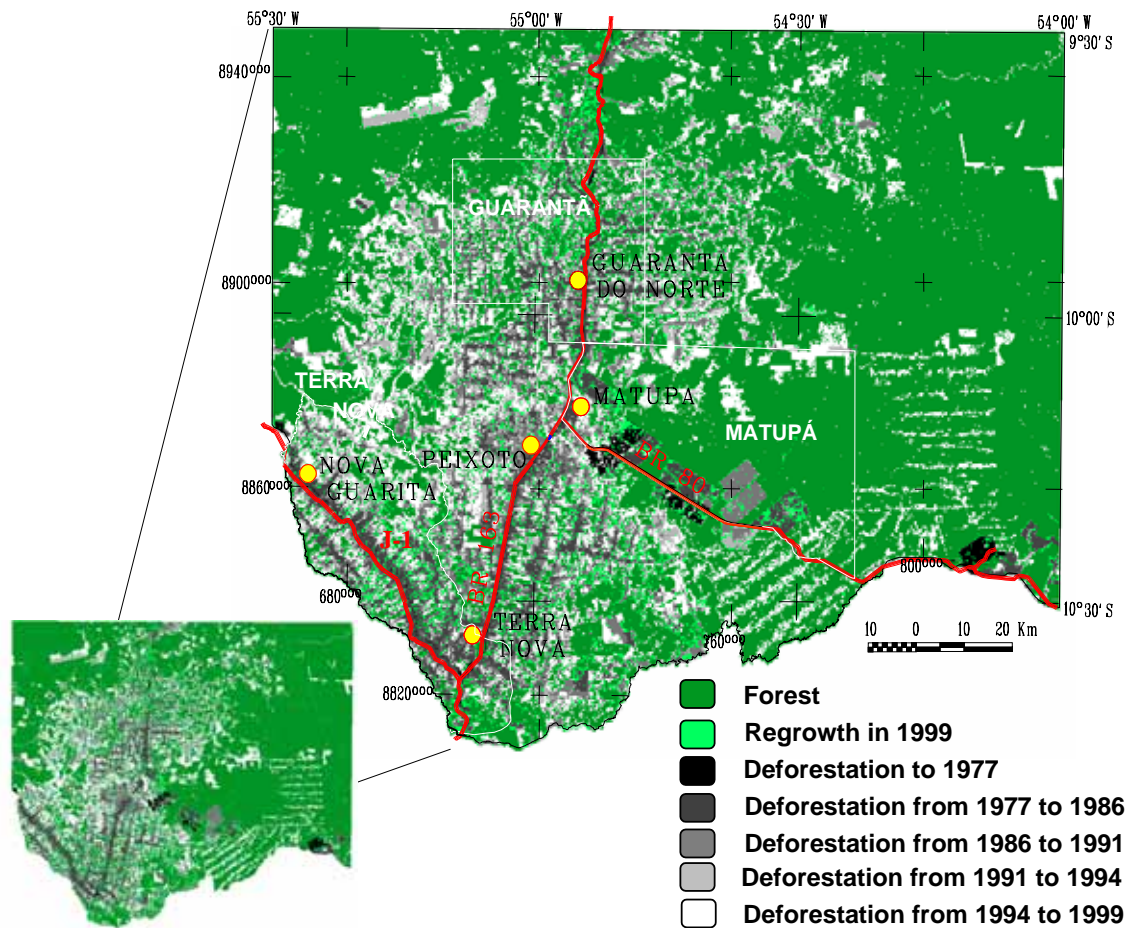 55°30' W
55°00' W
54°30' W
54°00' W
9°30' S
8940000
GUARANTÃ
GUARANTA
DO NORTE
8900000
10°00' S
TERRA
NOVA
MATUPA
MATUPÁ
PEIXOTO
BR 80
NOVA
GUARITA
8860000
J-1
BR 163
800000
680000
10°30' S
TERRA
NOVA
760000
10 0 10 20 Km
8820000
Forest
Regrowth in 1999
Deforestation to 1977
Deforestation from 1977 to 1986
Deforestation from 1986 to 1991
Deforestation from 1991 to 1994
Deforestation from 1994 to 1999